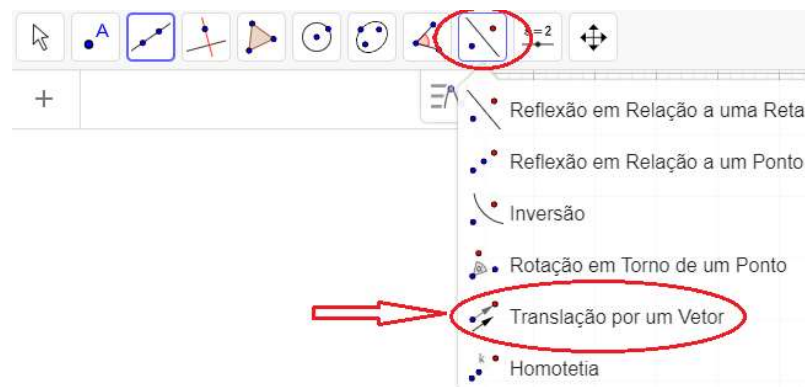 A
a=2
+
Reflexão em Relação a uma Reta
Reflexão em Relação a um Ponto
Inversão
Rotação em Torno de um Ponto
Translação por um Vetor
k
Homotetia